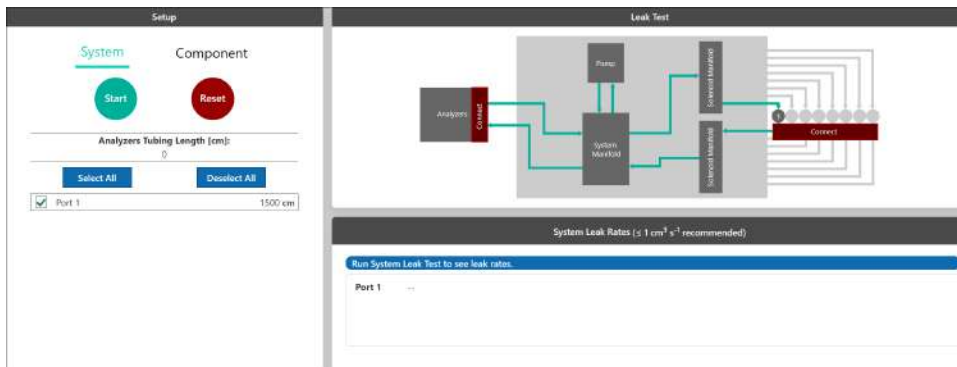 Setup
System Component
Start Reset
Analyzers Tubing Length [cm]:
0
Select All Deselect All
Port 1 1500 cm
Leak Test
Pump
Solenoid Manifold
Analyzers
Connect
System
Manifold
Solenoid Manifold
1
Connect
System Leak Rates (≤ 1 cm³ s⁻¹ recommended)
Run System Leak Test to see leak rates.
Port 1 --